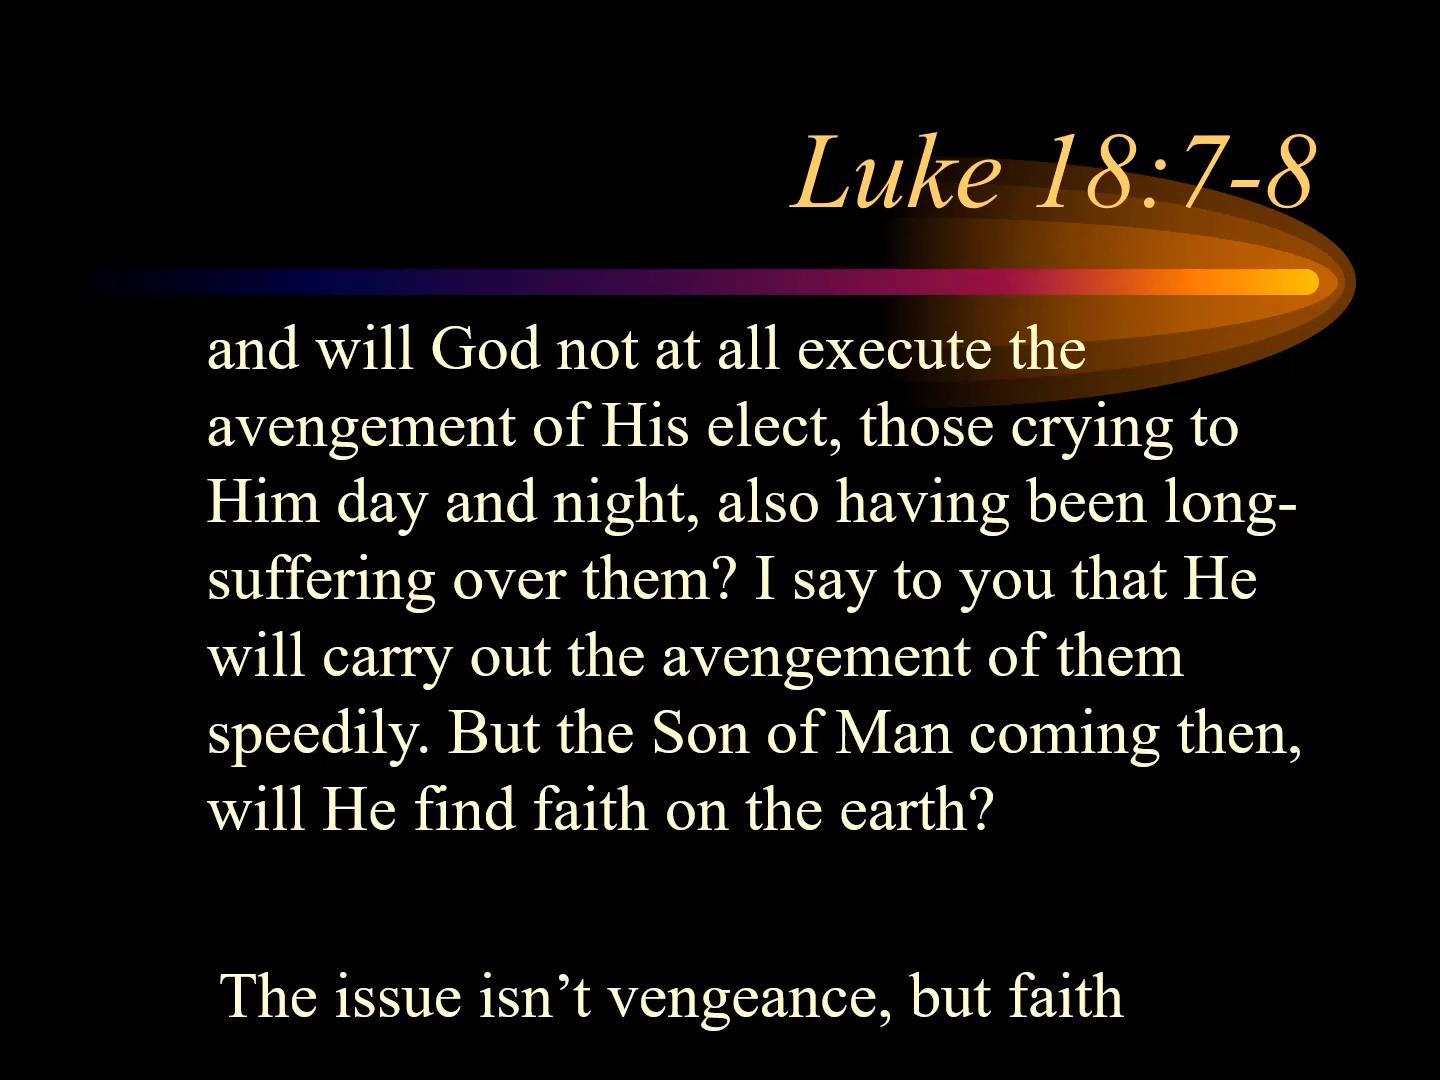 Luke 18:7-8
and will God not at all execute the
avengement of His elect, those crying to
Him day and night, also having been long-
suffering over them? I say to you that He
will carry out the avengement of them
speedily. But the Son of Man coming then,
will He find faith on the earth?
The issue isn’t vengeance, but faith